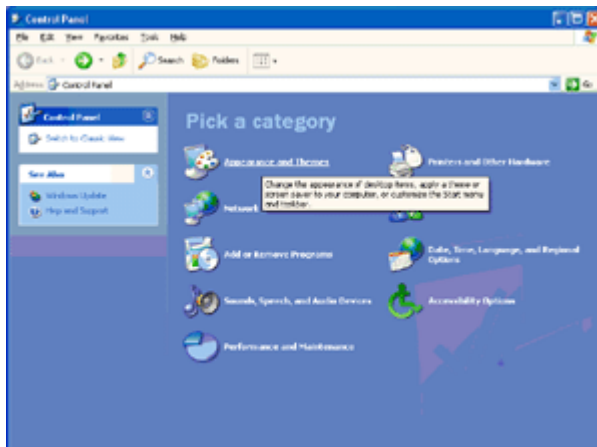 Control Panel
File Edit View Favorites Tools Help
Back Search Folders
Address Control Panel Go
Control Panel
Switch to Classic View
See Also
Windows Update
Help and Support
Pick a category
Appearance and Themes
Printers and Other Hardware
Change the appearance of desktop items, apply a theme or
screen saver to your computer, or customize the Start menu
and taskbar.
Network
Add or Remove Programs
Date, Time, Language, and Regional
Options
Sounds, Speech, and Audio Devices
Accessibility Options
Performance and Maintenance